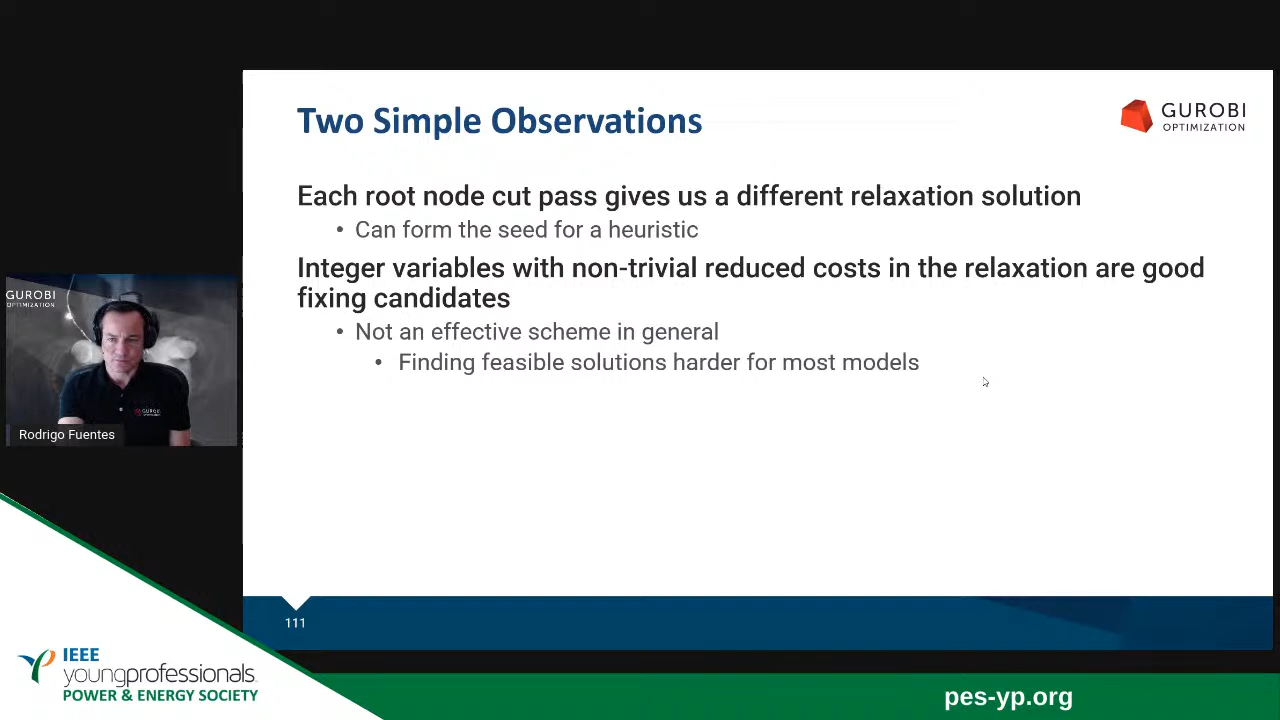 Two Simple Observations
GUROBI
OPTIMIZATION
Each root node cut pass gives us a different relaxation solution
• Can form the seed for a heuristic
Integer variables with non-trivial reduced costs in the relaxation are good
fixing candidates
• Not an effective scheme in general
• Finding feasible solutions harder for most models
GUROBI
OPTIMIZATION
GUROBI
OPTIMIZATION
Rodrigo Fuentes
111
IEEE
youngprofessionals
POWER & ENERGY SOCIETY
pes-yp.org